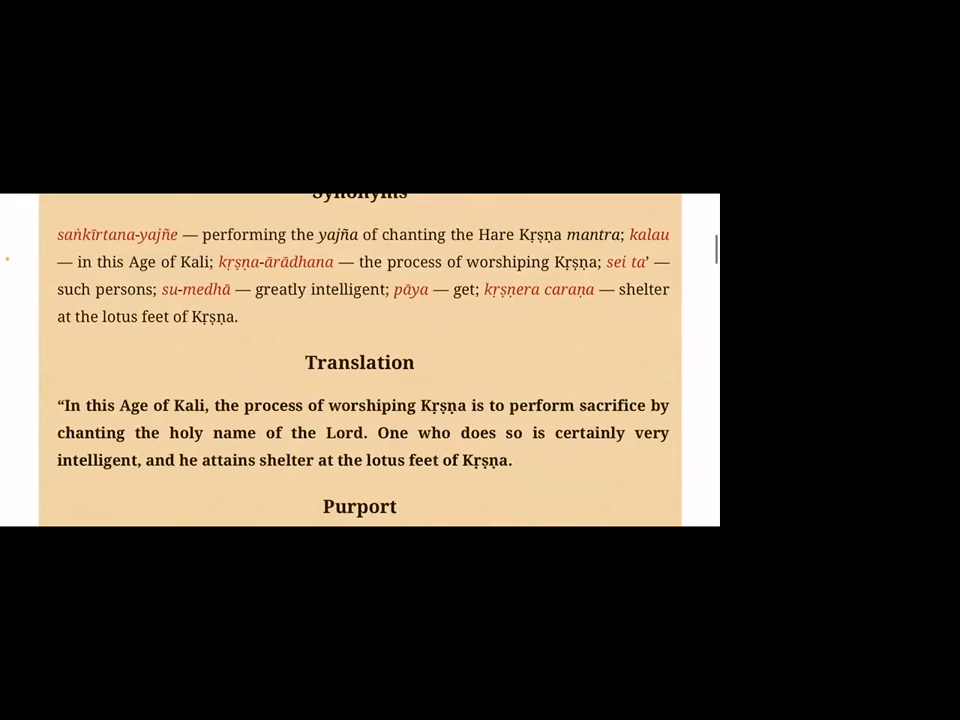 Synonyms
saṅkīrtana-yajñe — performing the yajña of chanting the Hare Kṛṣṇa mantra; kalau
— in this Age of Kali; kṛṣṇa-ārādhana — the process of worshiping Kṛṣṇa; sei ta’ —
such persons; su-medhā — greatly intelligent; pāya — get; kṛṣṇera caraṇa — shelter
at the lotus feet of Kṛṣṇa.
Translation
“In this Age of Kali, the process of worshiping Kṛṣṇa is to perform sacrifice by
chanting the holy name of the Lord. One who does so is certainly very
intelligent, and he attains shelter at the lotus feet of Kṛṣṇa.
Purport